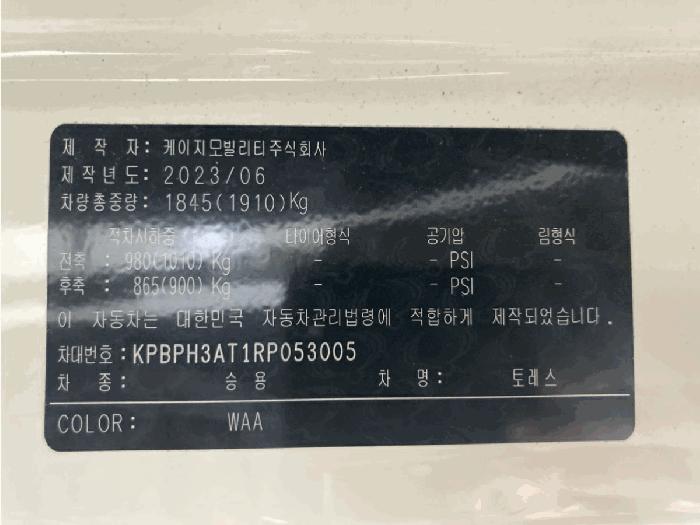 제 작 자: 케이지모빌리티주식회사
제작년도: 2023/06
차량총중량: 1845(1910)Kg
적차시하중 타이어형식 공기압 림형식
전축 : 980(1010) Kg - - PSI -
후축 : 865(900) Kg - - PSI -
이 자동차는 대한민국 자동차관리법령에 적합하게 제작되었습니다.
차대번호: KPBPH3AT1RP053005
차 종: 승 용 차 명: 토레스
COLOR: WAA